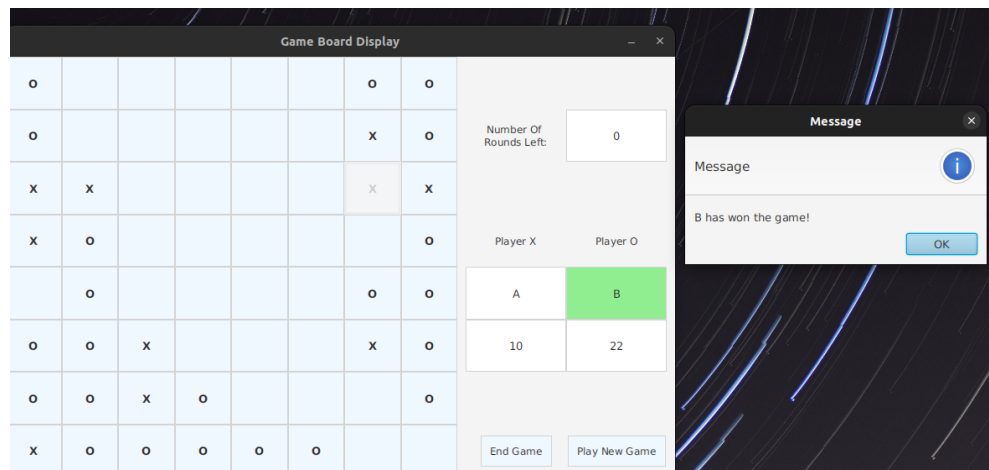 Game Board Display
O O O
O X O
X X X X
X O O
O O O
O O X X O
O O X O O
X O O O O O
Number Of
Rounds Left:
0
Player X Player O
A B
10 22
End Game Play New Game
Message
Message
i
B has won the game!
OK